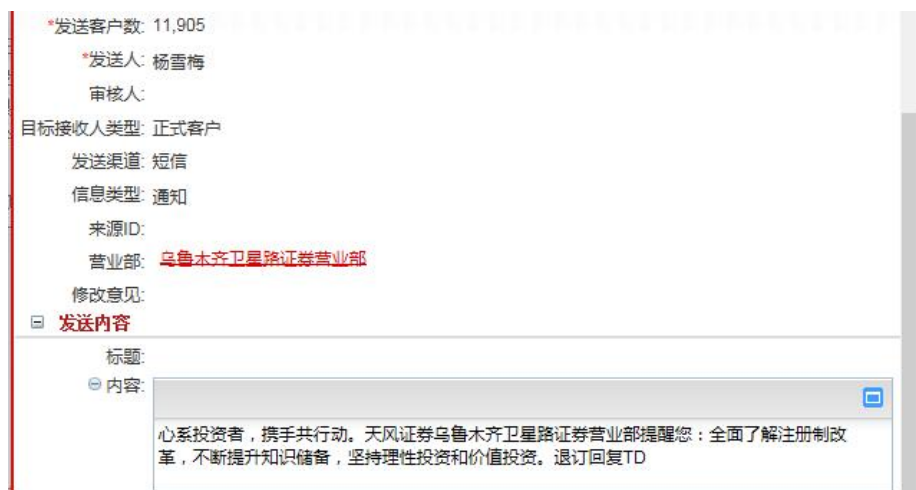 *发送客户数: 11,905
*发送人: 杨雪梅
审核人:
目标接收人类型: 正式客户
发送渠道: 短信
信息类型: 通知
来源ID:
营业部: 乌鲁木齐卫星路证券营业部
修改意见:
发送内容
标题:
内容:
心系投资者，携手共行动。天风证券乌鲁木齐卫星路证券营业部提醒您：全面了解注册制改
革，不断提升知识储备，坚持理性投资和价值投资。退订回复TD